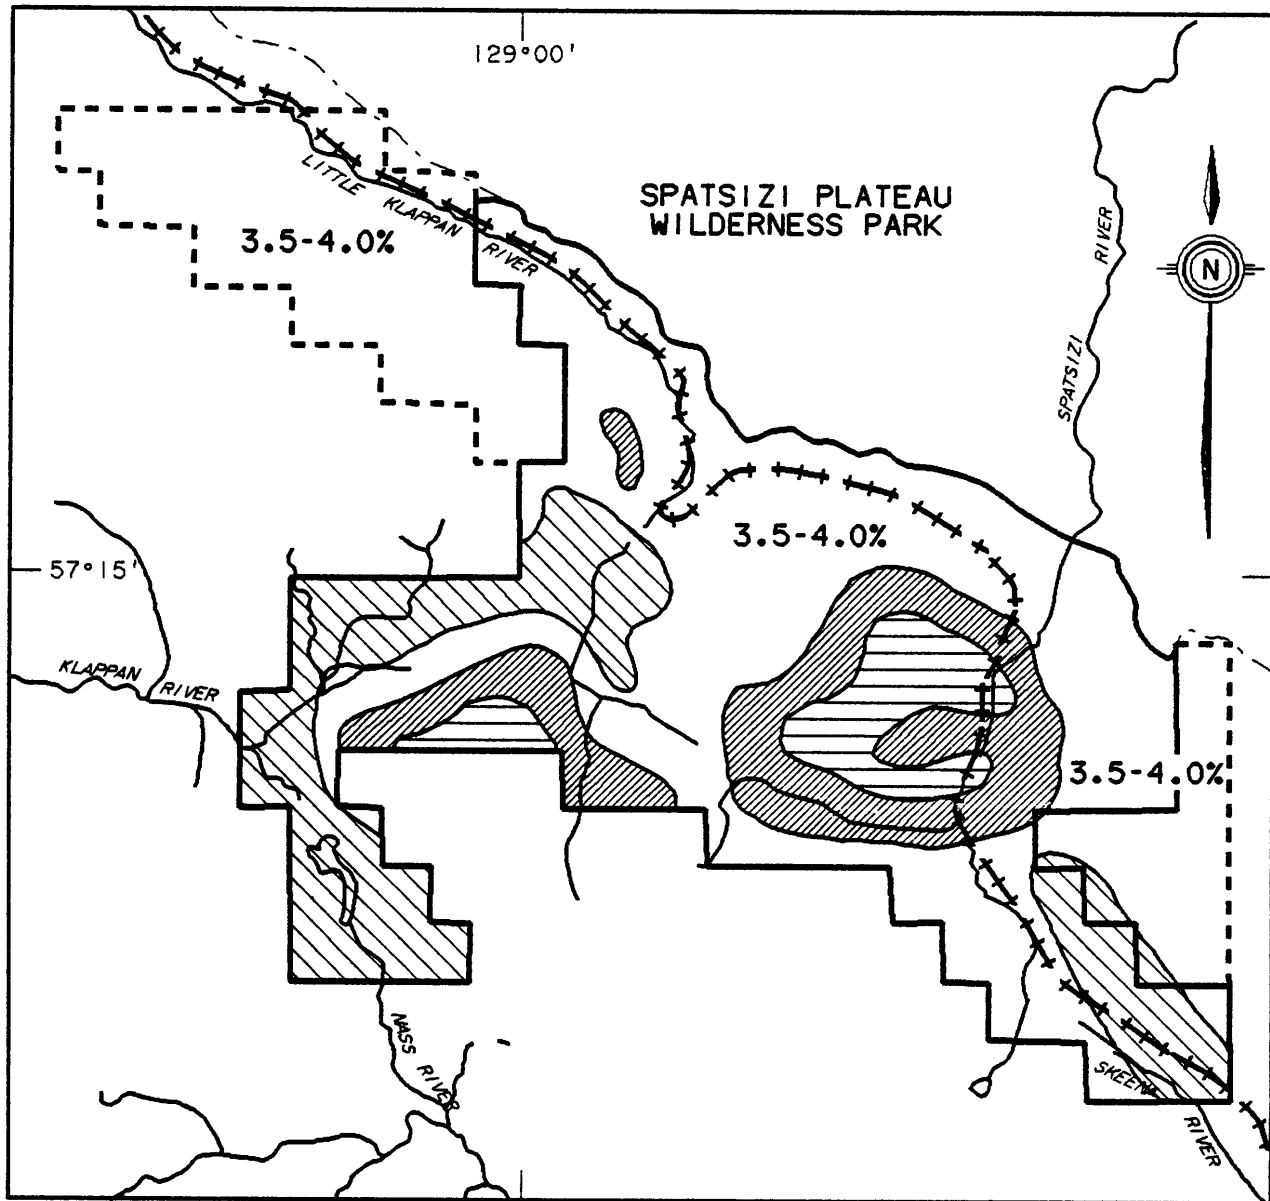 129°00'
SPATSIZI PLATEAU
WILDERNESS PARK
LITTLE KLAPPAN RIVER
3.5-4.0%
SPATSIZI RIVER
N
3.5-4.0%
57°15'
KLAPPAN RIVER
3.5-4.0%
NASS RIVER
SKEENA RIVER